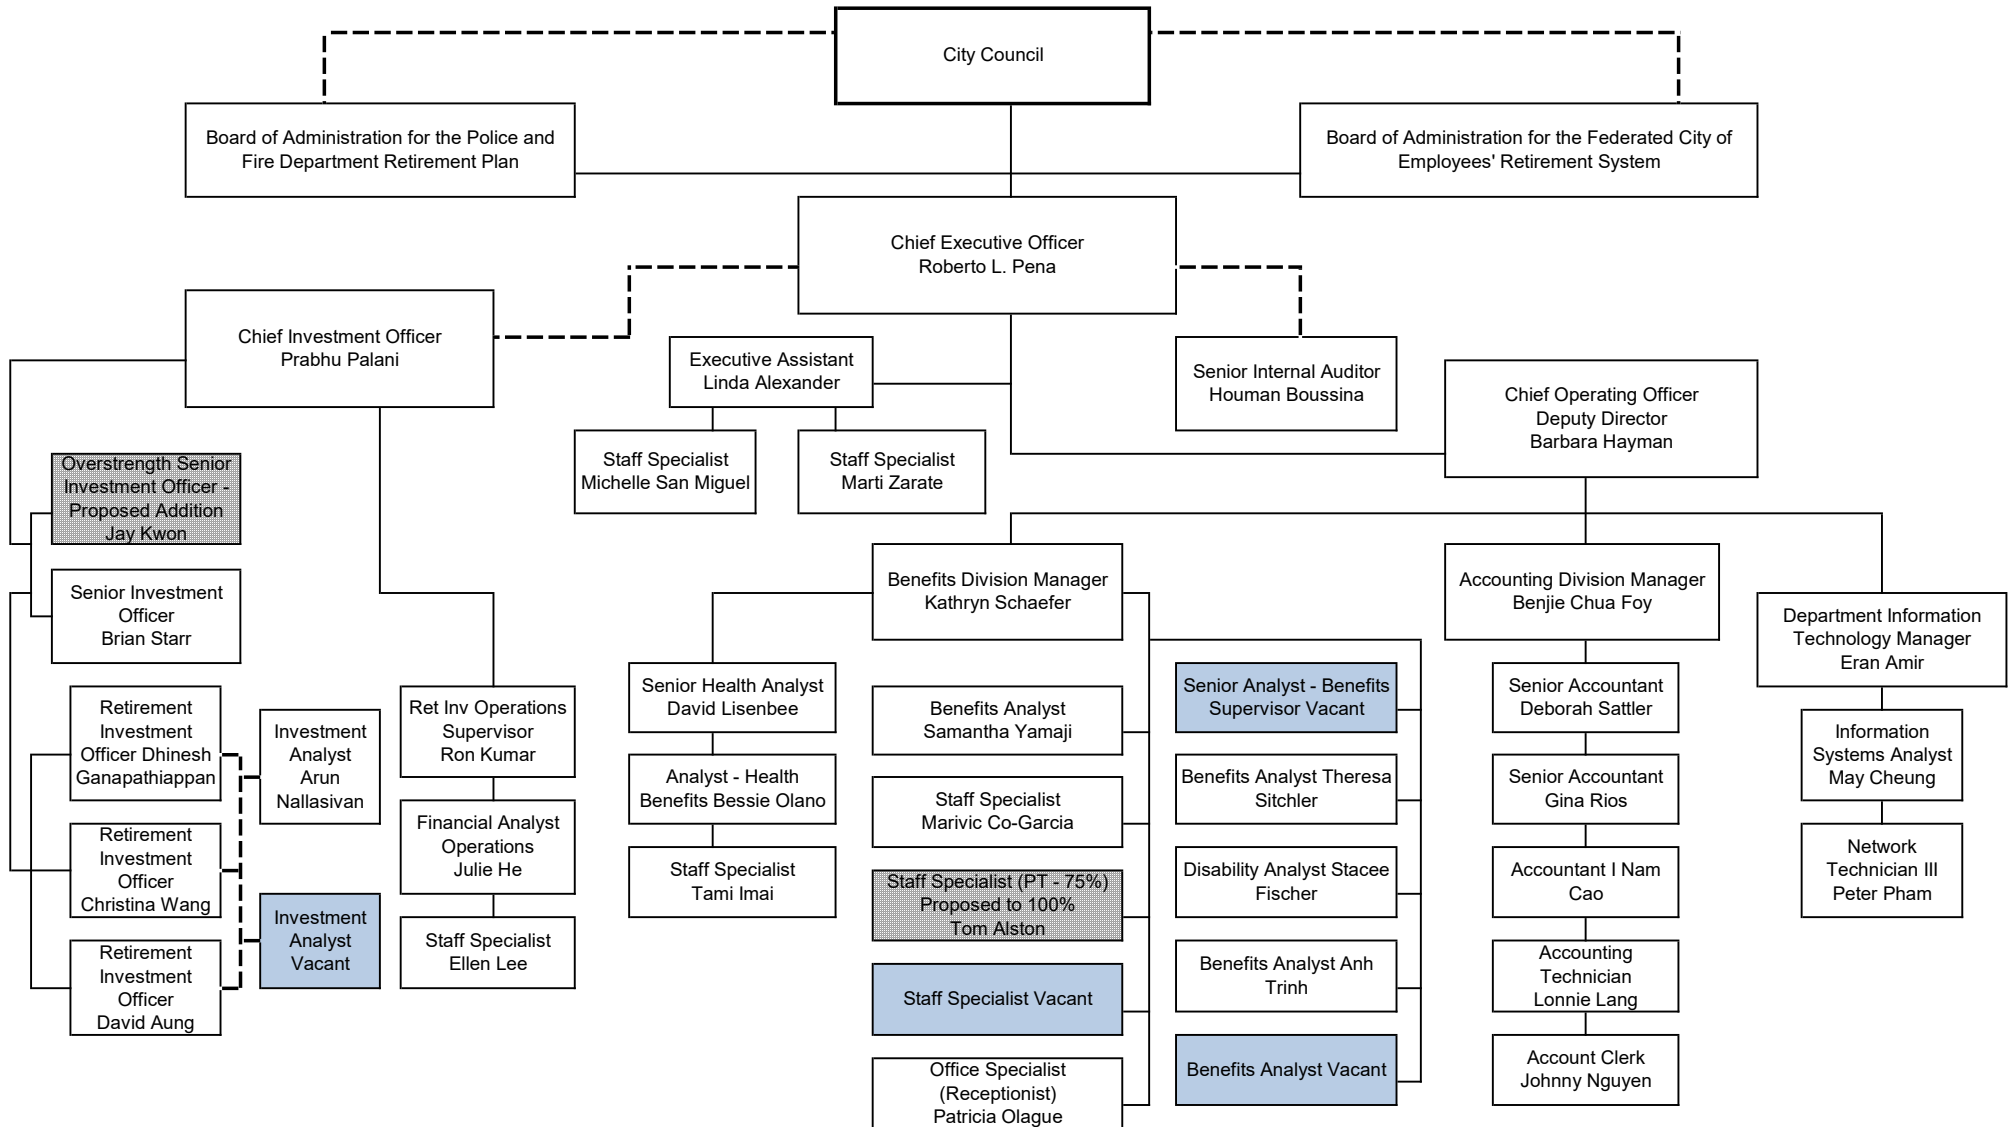 City Council
Board of Administration for the Police and
Fire Department Retirement Plan
Board of Administration for the Federated City of
Employees' Retirement System
Chief Executive Officer
Roberto L. Pena
Chief Investment Officer
Prabhu Palani
Executive Assistant
Linda Alexander
Senior Internal Auditor
Houman Boussina
Chief Operating Officer
Deputy Director
Barbara Hayman
Staff Specialist
Michelle San Miguel
Staff Specialist
Marti Zarate
Overstrength Senior
Investment Officer -
Proposed Addition
Jay Kwon
Senior Investment
Officer
Brian Starr
Retirement
Investment
Officer Dhinesh
Ganapathiappan
Retirement
Investment
Officer
Christina Wang
Retirement
Investment
Officer
David Aung
Investment
Analyst
Arun
Nallasivan
Investment
Analyst
Vacant
Ret Inv Operations
Supervisor
Ron Kumar
Financial Analyst
Operations
Julie He
Staff Specialist
Ellen Lee
Benefits Division Manager
Kathryn Schaefer
Senior Health Analyst
David Lisenbee
Analyst - Health
Benefits Bessie Olano
Staff Specialist
Tami Imai
Benefits Analyst
Samantha Yamaji
Staff Specialist
Marivic Co-Garcia
Staff Specialist (PT - 75%)
Proposed to 100%
Tom Alston
Staff Specialist Vacant
Office Specialist
(Receptionist)
Patricia Olague
Senior Analyst - Benefits
Supervisor Vacant
Benefits Analyst Theresa
Sitchler
Disability Analyst Stacee
Fischer
Benefits Analyst Anh
Trinh
Benefits Analyst Vacant
Accounting Division Manager
Benjie Chua Foy
Senior Accountant
Deborah Sattler
Senior Accountant
Gina Rios
Accountant I Nam
Cao
Accounting
Technician
Lonnie Lang
Account Clerk
Johnny Nguyen
Department Information
Technology Manager
Eran Amir
Information
Systems Analyst
May Cheung
Network
Technician III
Peter Pham